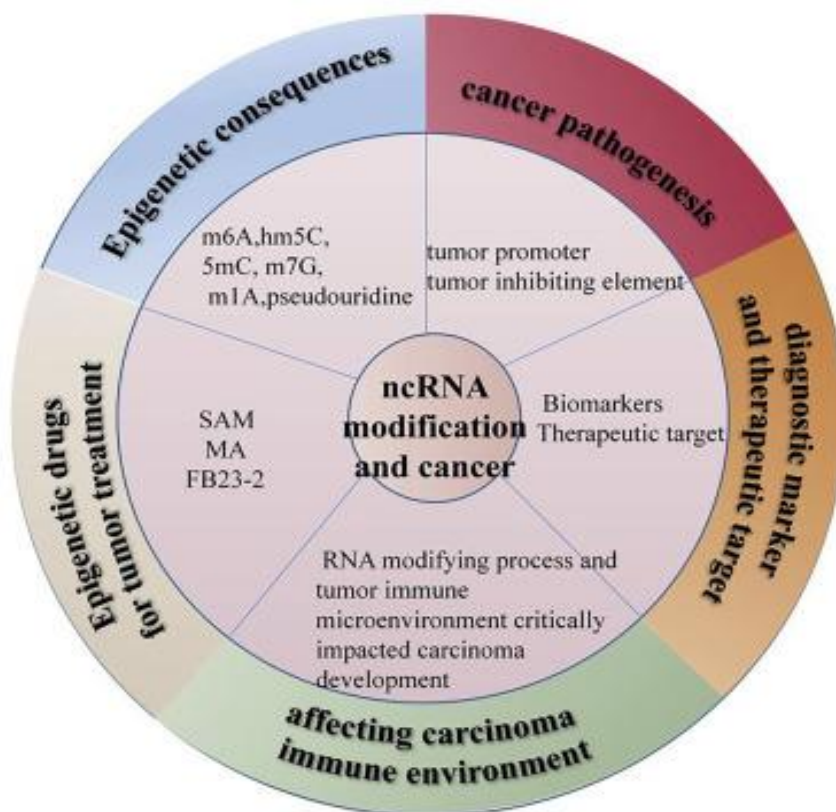 Epigenetic consequences
m6A,hm5C,
5mC, m7G,
m1A,pseudouridine
cancer pathogenesis
tumor promoter
tumor inhibiting element
diagnostic marker
and therapeutic target
Biomarkers
Therapeutic target
affecting carcinoma
immune environment
RNA modifying process and
tumor immune
microenvironment critically
impacted carcinoma
development
Epigenetic drugs
for tumor treatment
SAM
MA
FB23-2
ncRNA
modification
and cancer